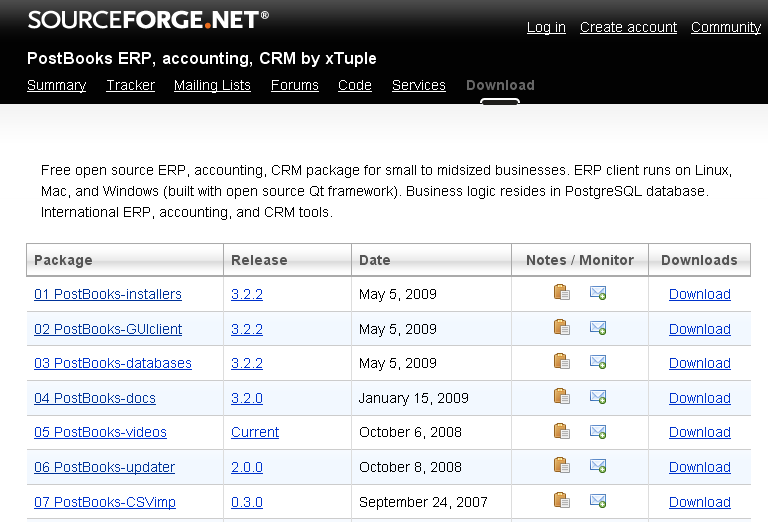 SOURCEFORGE.NET®
Log in Create account Community
PostBooks ERP, accounting, CRM by xTuple
Summary Tracker Mailing Lists Forums Code Services Download
Free open source ERP, accounting, CRM package for small to midsized businesses. ERP client runs on Linux,
Mac, and Windows (built with open source Qt framework). Business logic resides in PostgreSQL database.
International ERP, accounting, and CRM tools.
Package Release Date Notes / Monitor Downloads
01 PostBooks-installers 3.2.2 May 5, 2009 Download
02 PostBooks-GUIclient 3.2.2 May 5, 2009 Download
03 PostBooks-databases 3.2.2 May 5, 2009 Download
04 PostBooks-docs 3.2.0 January 15, 2009 Download
05 PostBooks-videos Current October 6, 2008 Download
06 PostBooks-updater 2.0.0 October 8, 2008 Download
07 PostBooks-CSVimp 0.3.0 September 24, 2007 Download